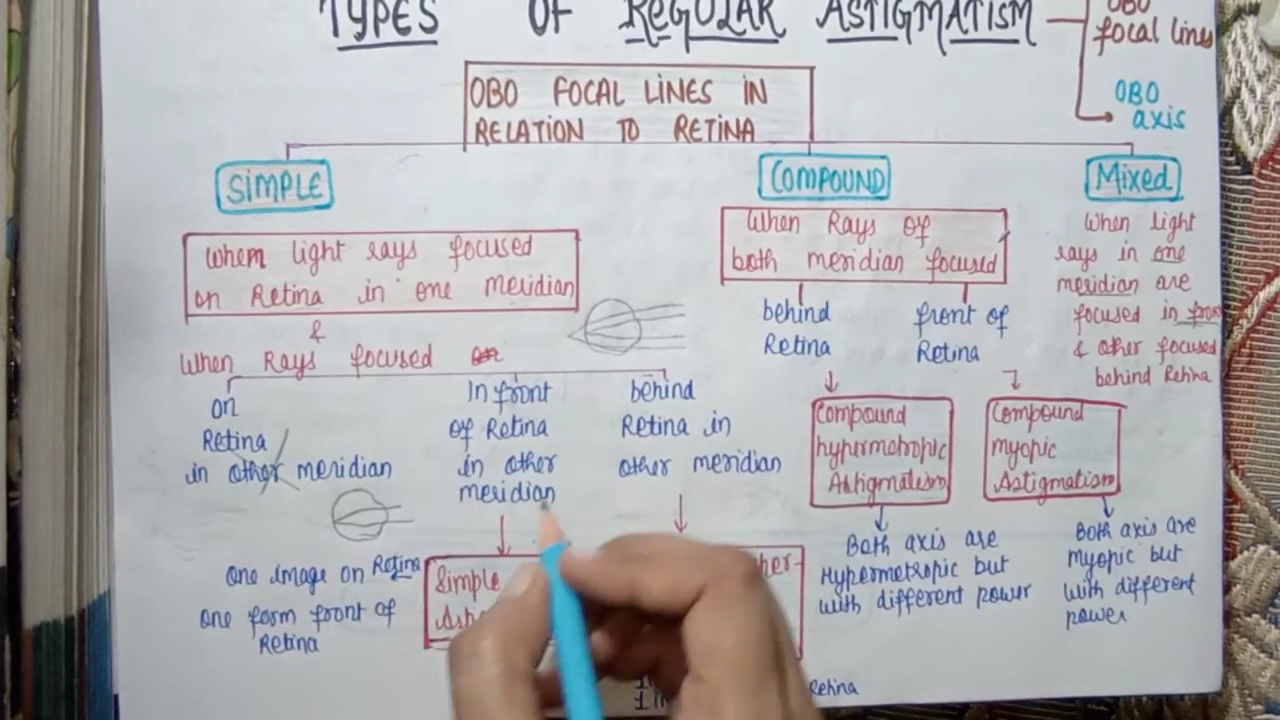 TYPES OF REGULAR ASTIGMATISM
OBO
focal lines
OBO
axis
OBO FOCAL LINES IN
RELATION TO RETINA
SIMPLE
When light rays focused
on Retina in one meridian
&
When Rays focused
on
Retina
in other meridian
In front
of Retina
in other
meridian
behind
Retina in
other meridian
One image on Retina
one form front of
Retina
Simple
COMPOUND
When Rays of
both meridian focused
behind
Retina
front of
Retina
Compound
hypermetropic
Astigmatism
Compound
myopic
Astigmatism
Both axis are
Hypermetropic but
with different power
Both axis are
myopic but
with different
power
Mixed
When light
rays in one
meridian are
focused in front
& other focused
behind Retina
Retina